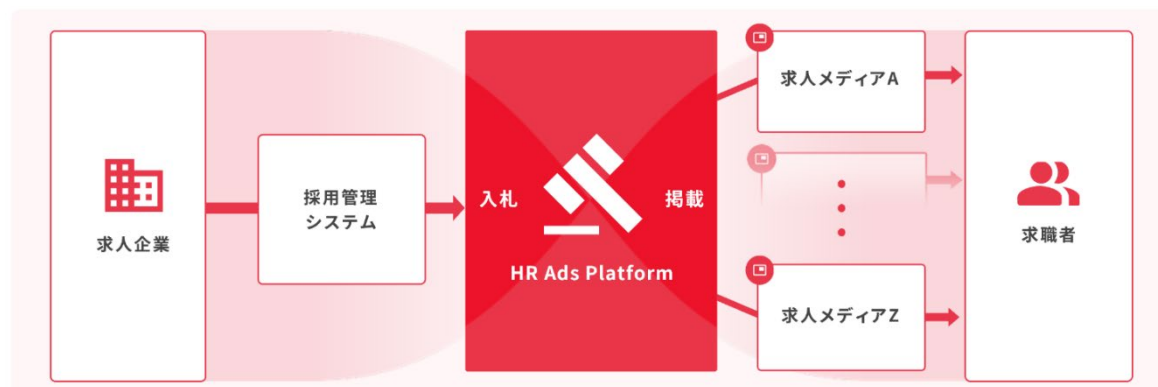 求人企業
採用管理
システム
入札
掲載
HR Ads Platform
求人メディアA
求人メディアZ
求職者